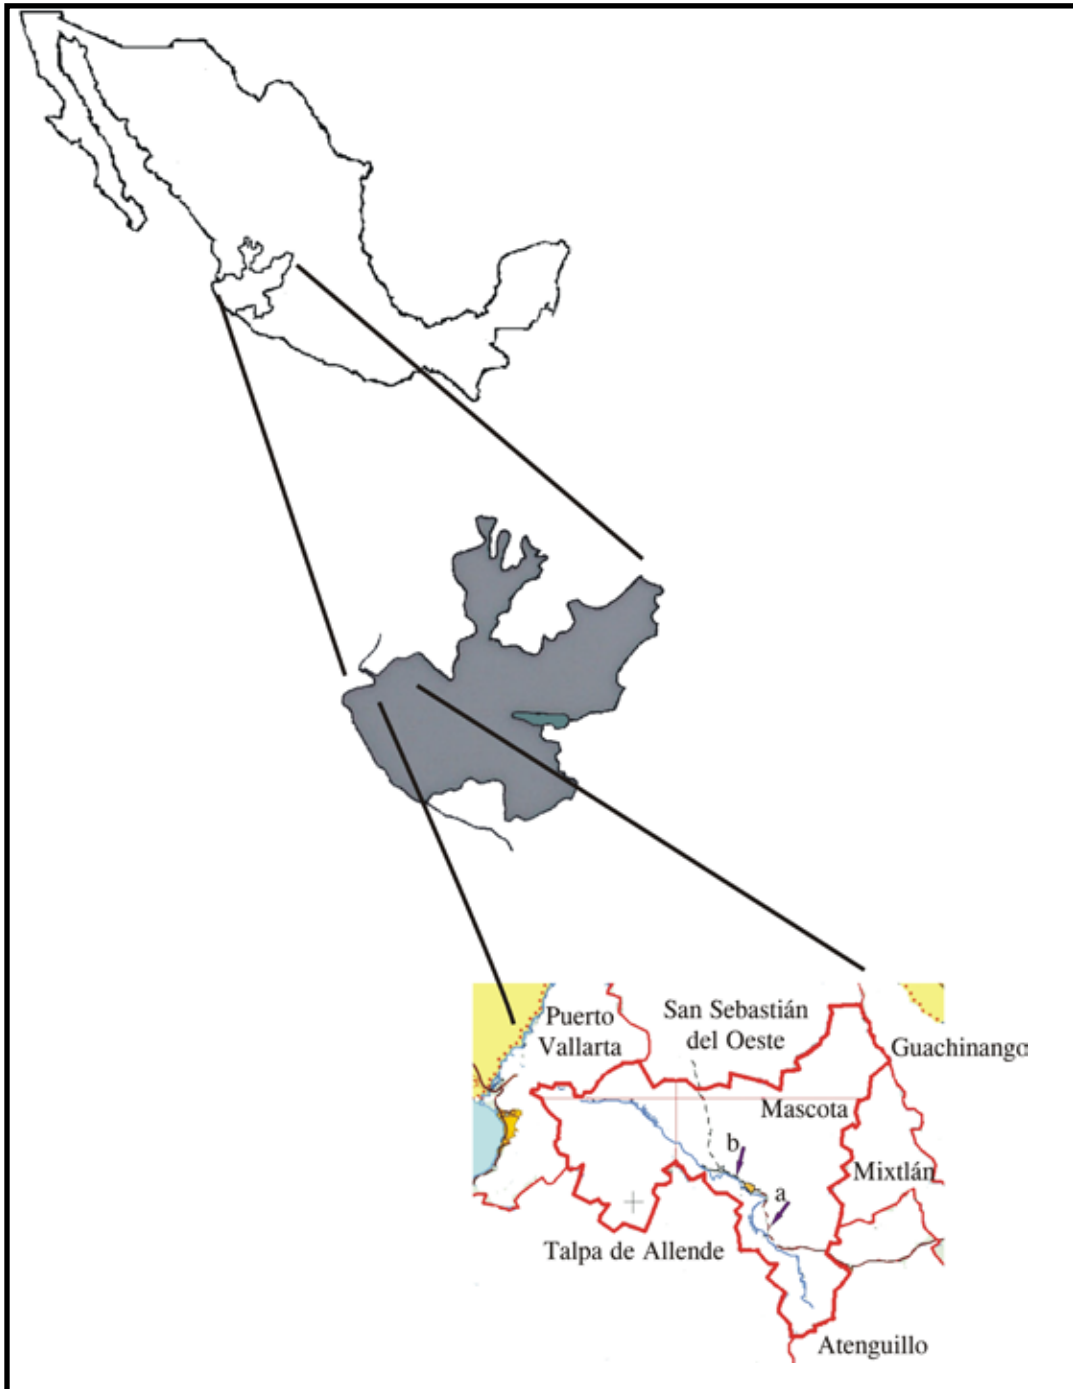 Puerto
Vallarta
San Sebastián
del Oeste
Guachinango
Mascota
b
Mixtlán
a
Talpa de Allende
Atenguillo